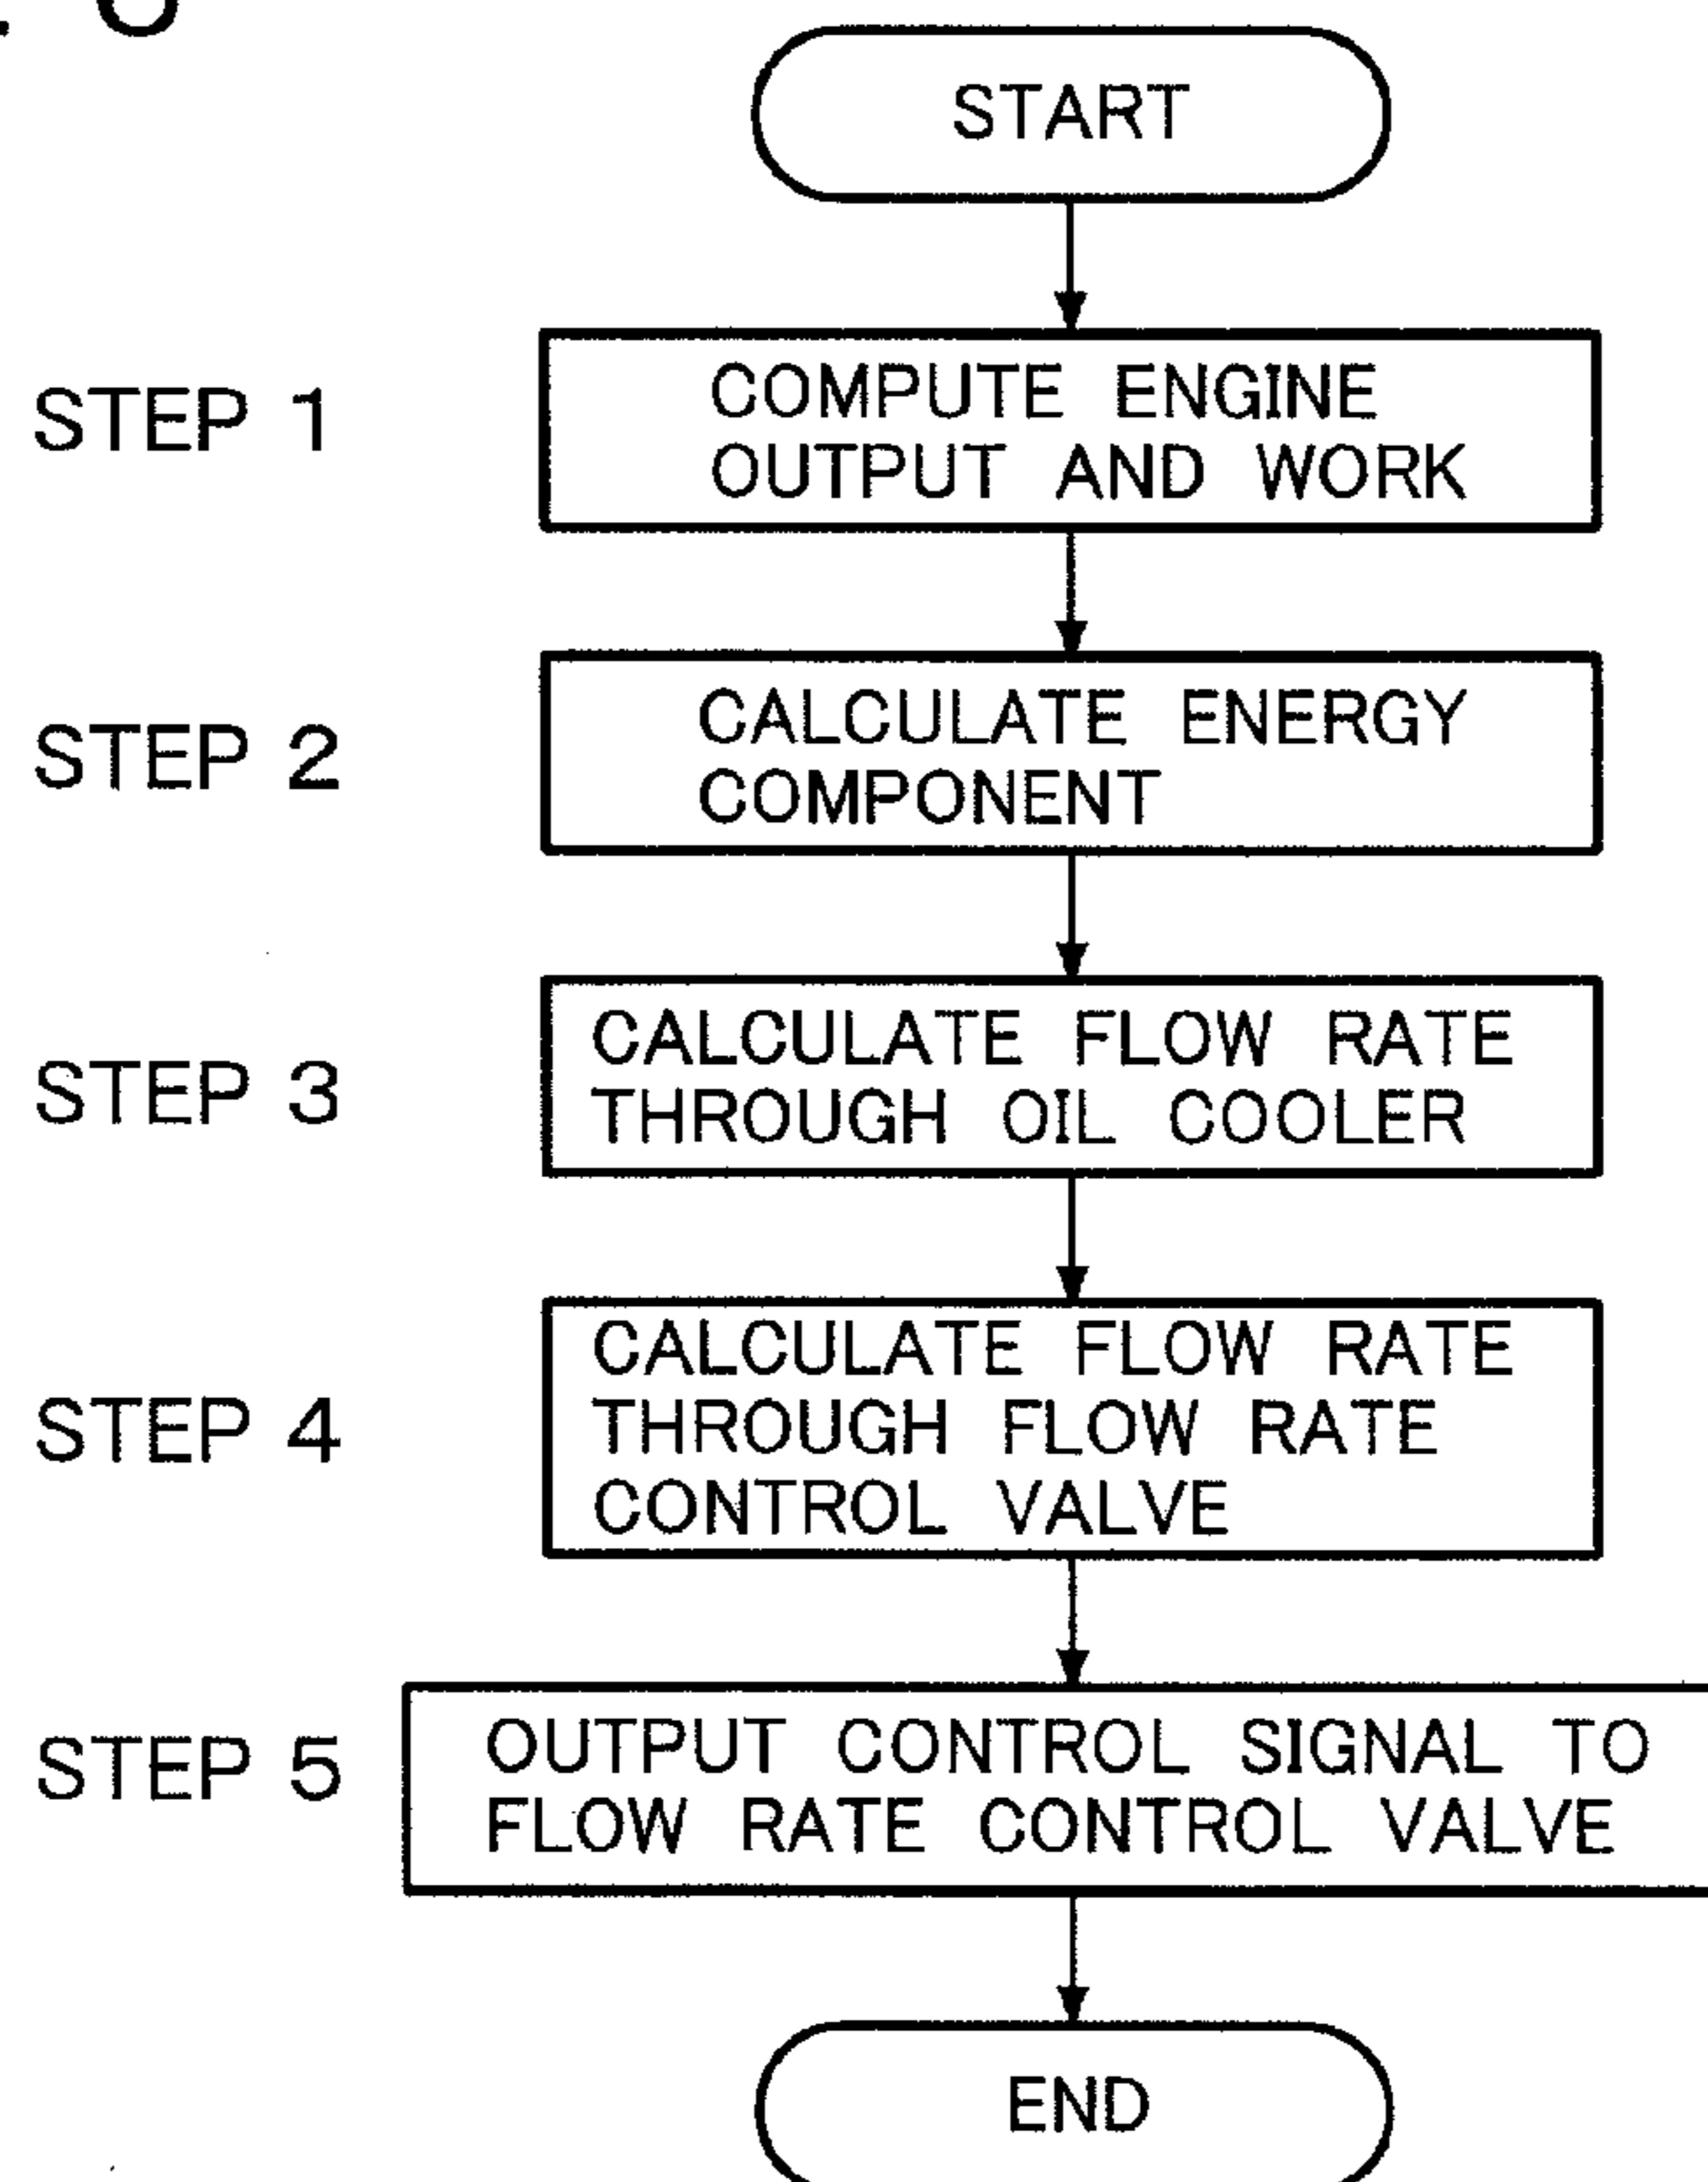 START
STEP 1
COMPUTE ENGINE
OUTPUT AND WORK
STEP 2
CALCULATE ENERGY
COMPONENT
STEP 3
CALCULATE FLOW RATE
THROUGH OIL COOLER
STEP 4
CALCULATE FLOW RATE
THROUGH FLOW RATE
CONTROL VALVE
STEP 5
OUTPUT CONTROL SIGNAL TO
FLOW RATE CONTROL VALVE
END